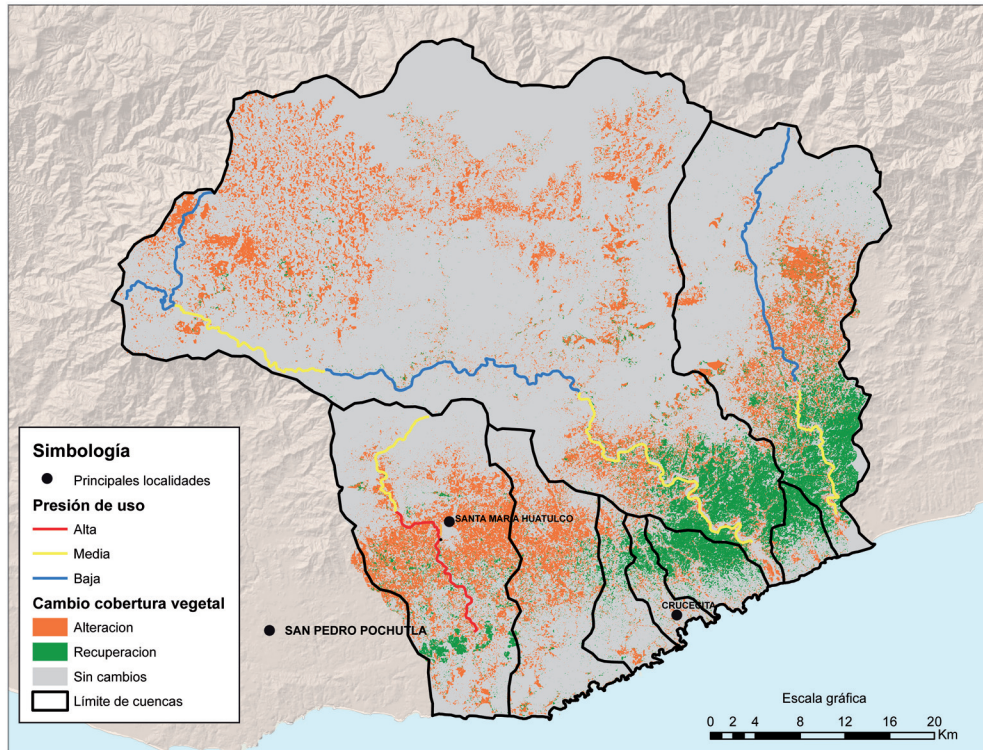 SANTA MARIA HUATULCO
CRUCECITA
SAN PEDRO POCHUTLA
Simbología
Principales localidades
Presión de uso
Alta
Media
Baja
Cambio cobertura vegetal
Alteracion
Recuperacion
Sin cambios
Límite de cuencas
Escala gráfica
0 2 4 8 12 16 20
Km